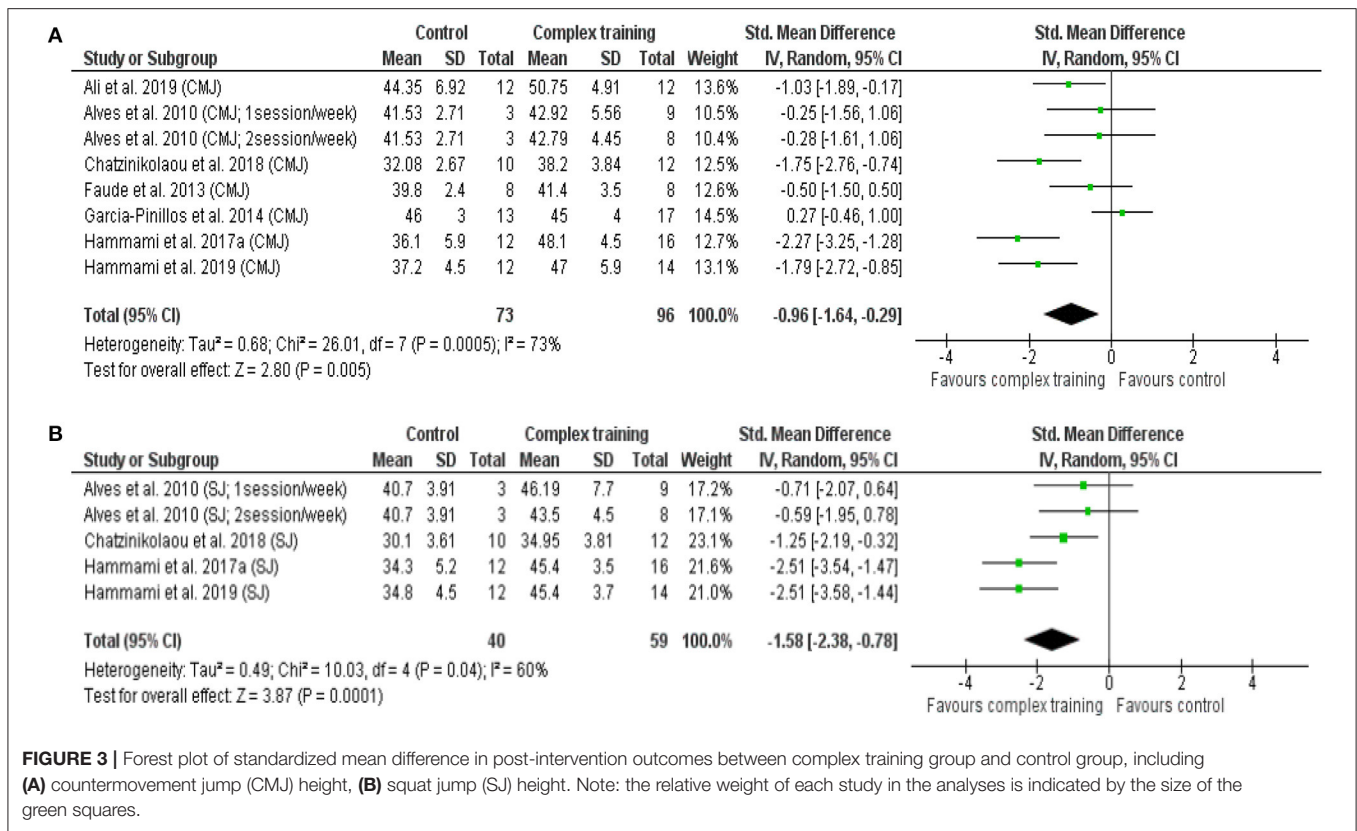 A
Control Complex training Std. Mean Difference Std. Mean Difference
Study or Subgroup Mean SD Total Mean SD Total Weight IV, Random, 95% CI IV, Random, 95% CI
Ali et al. 2019 (CMJ) 44.35 6.92 12 50.75 4.91 12 13.6% -1.03 [-1.89, -0.17]
Alves et al. 2010 (CMJ; 1session/week) 41.53 2.71 3 42.92 5.56 9 10.5% -0.25 [-1.56, 1.06]
Alves et al. 2010 (CMJ; 2session/week) 41.53 2.71 3 42.79 4.45 8 10.4% -0.28 [-1.61, 1.06]
Chatzinikolaou et al. 2018 (CMJ) 32.08 2.67 10 38.2 3.84 12 12.5% -1.75 [-2.76, -0.74]
Faude et al. 2013 (CMJ) 39.8 2.4 8 41.4 3.5 8 12.6% -0.50 [-1.50, 0.50]
Garcia-Pinillos et al. 2014 (CMJ) 46 3 13 45 4 17 14.5% 0.27 [-0.46, 1.00]
Hammami et al. 2017a (CMJ) 36.1 5.9 12 48.1 4.5 16 12.7% -2.27 [-3.25, -1.28]
Hammami et al. 2019 (CMJ) 37.2 4.5 12 47 5.9 14 13.1% -1.79 [-2.72, -0.85]
Total (95% CI) 73 96 100.0% -0.96 [-1.64, -0.29]
Heterogeneity: Tau² = 0.68; Chi² = 26.01, df = 7 (P = 0.0005); I² = 73%
Test for overall effect: Z = 2.80 (P = 0.005)
-4 -2 0 2 4
Favours complex training Favours control
B
Control Complex training Std. Mean Difference Std. Mean Difference
Study or Subgroup Mean SD Total Mean SD Total Weight IV, Random, 95% CI IV, Random, 95% CI
Alves et al. 2010 (SJ; 1session/week) 40.7 3.91 3 46.19 7.7 9 17.2% -0.71 [-2.07, 0.64]
Alves et al. 2010 (SJ; 2session/week) 40.7 3.91 3 43.5 4.5 8 17.1% -0.59 [-1.95, 0.78]
Chatzinikolaou et al. 2018 (SJ) 30.1 3.61 10 34.95 3.81 12 23.1% -1.25 [-2.19, -0.32]
Hammami et al. 2017a (SJ) 34.3 5.2 12 45.4 3.5 16 21.6% -2.51 [-3.54, -1.47]
Hammami et al. 2019 (SJ) 34.8 4.5 12 45.4 3.7 14 21.0% -2.51 [-3.58, -1.44]
Total (95% CI) 40 59 100.0% -1.58 [-2.38, -0.78]
Heterogeneity: Tau² = 0.49; Chi² = 10.03, df = 4 (P = 0.04); I² = 60%
Test for overall effect: Z = 3.87 (P = 0.0001)
-4 -2 0 2 4
Favours complex training Favours control
FIGURE 3 | Forest plot of standardized mean difference in post-intervention outcomes between complex training group and control group, including
(A) countermovement jump (CMJ) height, (B) squat jump (SJ) height. Note: the relative weight of each study in the analyses is indicated by the size of the
green squares.